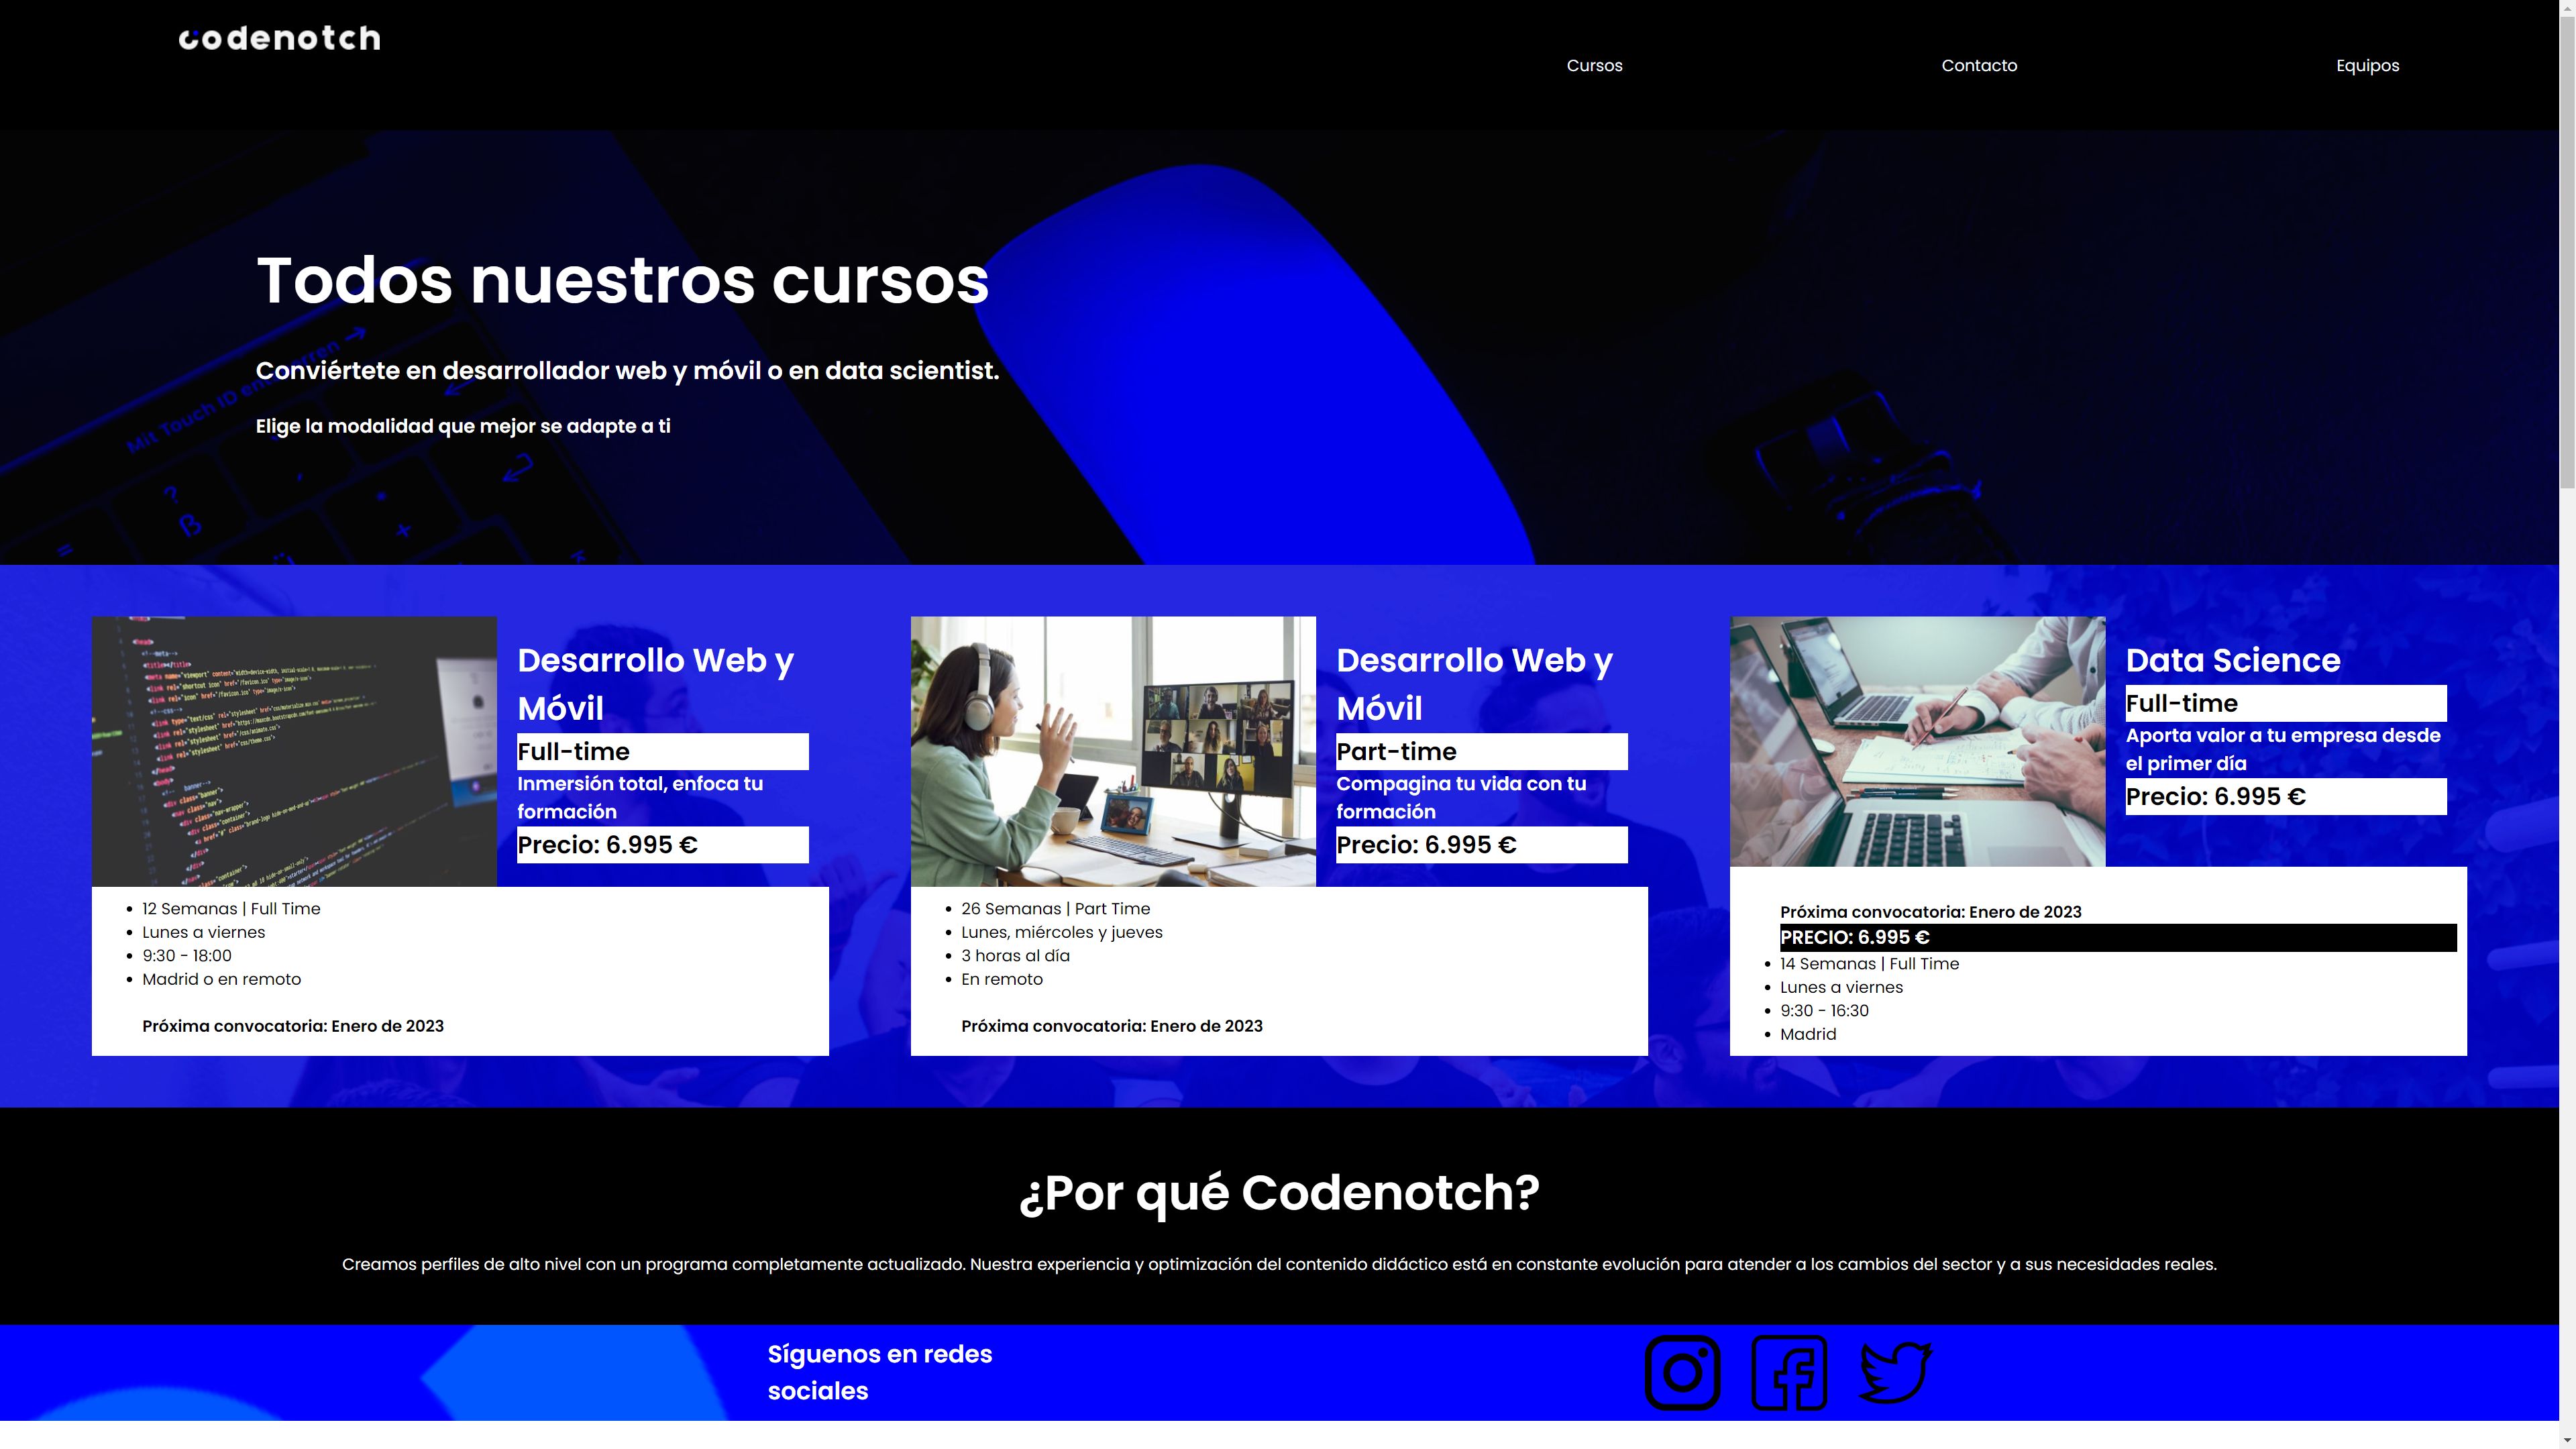 codenotch
Cursos
Contacto
Equipos
Todos nuestros cursos
Conviértete en desarrollador web y móvil o en data scientist.
Elige la modalidad que mejor se adapte a ti
Desarrollo Web y
Móvil
Full-time
Inmersión total, enfoca tu
formación
Precio: 6.995 €
12 Semanas | Full Time
Lunes a viernes
9:30 - 18:00
Madrid o en remoto
Próxima convocatoria: Enero de 2023
Desarrollo Web y
Móvil
Part-time
Compagina tu vida con tu
formación
Precio: 6.995 €
26 Semanas | Part Time
Lunes, miércoles y jueves
3 horas al día
En remoto
Próxima convocatoria: Enero de 2023
Data Science
Full-time
Aporta valor a tu empresa desde
el primer día
Precio: 6.995 €
Próxima convocatoria: Enero de 2023
PRECIO: 6.995 €
14 Semanas | Full Time
Lunes a viernes
9:30 - 16:30
Madrid
¿Por qué Codenotch?
Creamos perfiles de alto nivel con un programa completamente actualizado. Nuestra experiencia y optimización del contenido didáctico está en constante evolución para atender a los cambios del sector y a sus necesidades reales.
Síguenos en redes
sociales